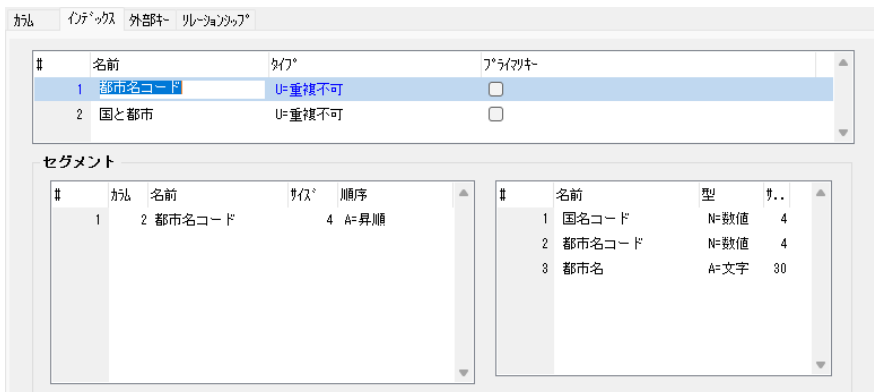 ｶﾗﾑ ｲﾝﾃﾞｯｸｽ 外部ｷｰ ﾘﾚｰｼｮﾝｼｯﾌﾟ
# 名前 ﾀｲﾌﾟ ﾌﾟﾗｲﾏﾘｷｰ
1 都市名コード U=重複不可
2 国と都市 U=重複不可
セグメント
# ｶﾗﾑ 名前 ｻｲｽﾞ 順序
1 2 都市名コード 4 A=昇順
# 名前 型 ｻ..
1 国名コード N=数値 4
2 都市名コード N=数値 4
3 都市名 A=文字 30